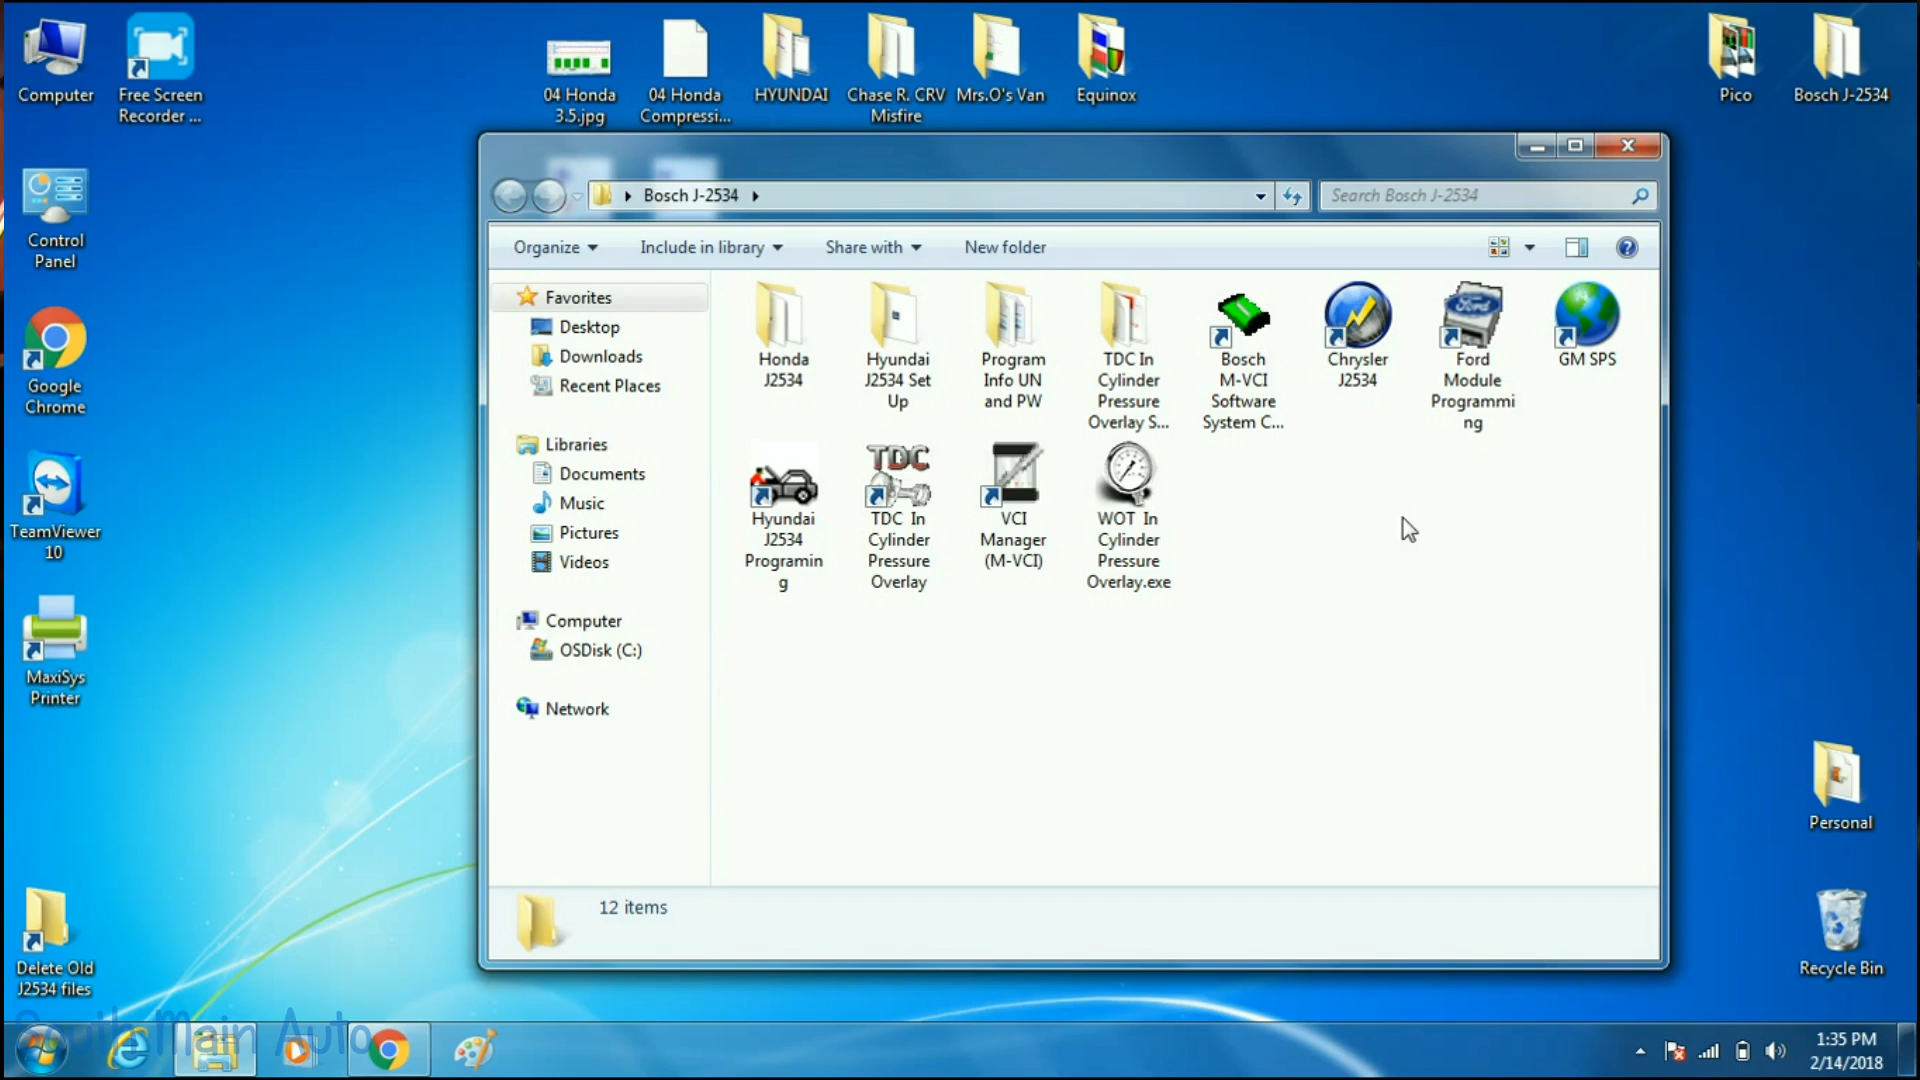 Computer
Free Screen
Recorder ...
04 Honda
3.5.jpg
04 Honda
Compressi...
HYUNDAI
Chase R. CRV
Misfire
Mrs.O's Van
Equinox
Pico
Bosch J-2534
Control
Panel
Google
Chrome
TeamViewer
10
MaxiSys
Printer
Delete Old
J2534 files
Bosch J-2534
Search Bosch J-2534
Organize
Include in library
Share with
New folder
Favorites
Desktop
Downloads
Recent Places
Libraries
Documents
Music
Pictures
Videos
Computer
OSDisk (C:)
Network
Honda
J2534
Hyundai
J2534 Set
Up
Program
Info UN
and PW
TDC In
Cylinder
Pressure
Overlay S...
Bosch
M-VCI
Software
System C...
Chrysler
J2534
Ford
Ford
Module
Programmi
ng
GM SPS
Hyundai
J2534
Programin
g
TDC
TDC In
Cylinder
Pressure
Overlay
VCI
Manager
(M-VCI)
WOT In
Cylinder
Pressure
Overlay.exe
12 items
Personal
Recycle Bin
South Main Auto
1:35 PM
2/14/2018